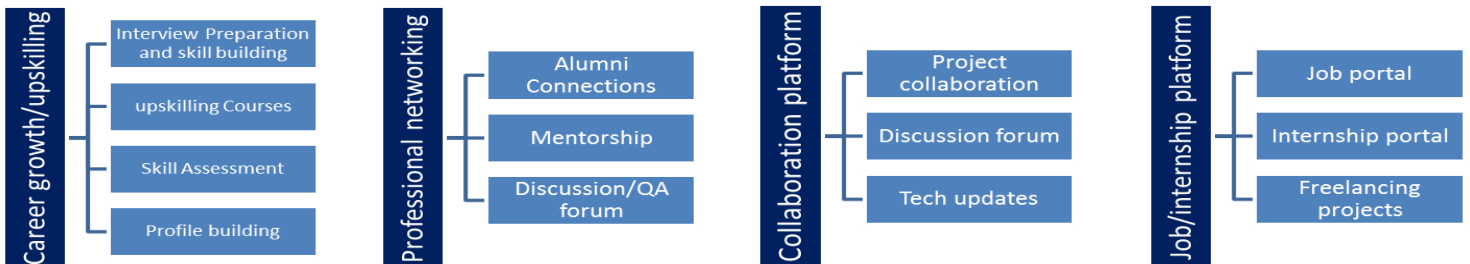 Career growth/upskilling
Interview Preparation
and skill building
upskilling Courses
Skill Assessment
Profile building
Professional networking
Alumni
Connections
Mentorship
Discussion/QA
forum
Collaboration platform
Project
collaboration
Discussion forum
Tech updates
Job/internship platform
Job portal
Internship portal
Freelancing
projects